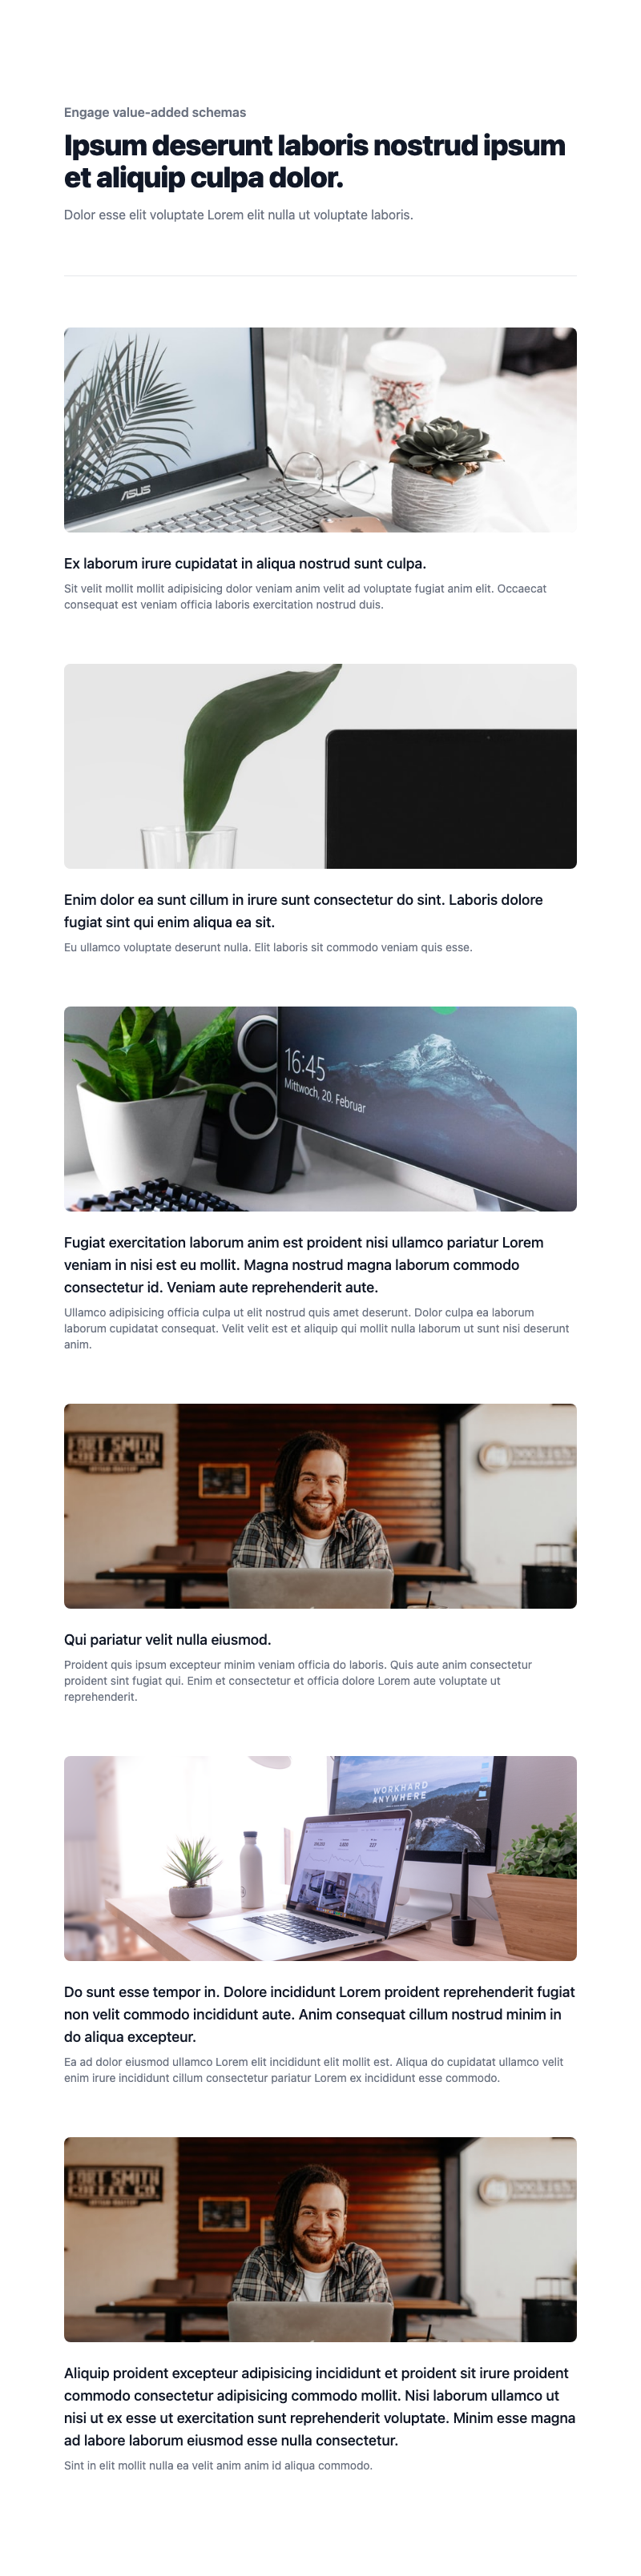 Engage value-added schemas
Ipsum deserunt laboris nostrud ipsum
et aliquip culpa dolor.
Dolor esse elit voluptate Lorem elit nulla ut voluptate laboris.
ASUS
Ex laborum irure cupidatat in aliqua nostrud sunt culpa.
Sit velit mollit mollit adipisicing dolor veniam anim velit ad voluptate fugiat anim elit. Occaecat
consequat est veniam officia laboris exercitation nostrud duis.
Enim dolor ea sunt cillum in irure sunt consectetur do sint. Laboris dolore
fugiat sint qui enim aliqua ea sit.
Eu ullamco voluptate deserunt nulla. Elit laboris sit commodo veniam quis esse.
16:45
Mittwoch, 20. Februar
Fugiat exercitation laborum anim est proident nisi ullamco pariatur Lorem
veniam in nisi est eu mollit. Magna nostrud magna laborum commodo
consectetur id. Veniam aute reprehenderit aute.
Ullamco adipisicing officia culpa ut elit nostrud quis amet deserunt. Dolor culpa ea laborum
laborum cupidatat consequat. Velit velit est et aliquip qui mollit nulla laborum ut sunt nisi deserunt
anim.
FORT SMITH
COFFEE CO.
Qui pariatur velit nulla eiusmod.
Proident quis ipsum excepteur minim veniam officia do laboris. Quis aute anim consectetur
proident sint fugiat qui. Enim et consectetur et officia dolore Lorem aute voluptate ut
reprehenderit.
WORKHARD
ANYWHERE
Do sunt esse tempor in. Dolore incididunt Lorem proident reprehenderit fugiat
non velit commodo incididunt aute. Anim consequat cillum nostrud minim in
do aliqua excepteur.
Ea ad dolor eiusmod ullamco Lorem elit incididunt elit mollit est. Aliqua do cupidatat ullamco velit
enim irure incididunt cillum consectetur pariatur Lorem ex incididunt esse commodo.
FORT SMITH
COFFEE CO.
Aliquip proident excepteur adipisicing incididunt et proident sit irure proident
commodo consectetur adipisicing commodo mollit. Nisi laborum ullamco ut
nisi ut ex esse ut exercitation sunt reprehenderit voluptate. Minim esse magna
ad labore laborum eiusmod esse nulla consectetur.
Sint in elit mollit nulla ea velit anim anim id aliqua commodo.